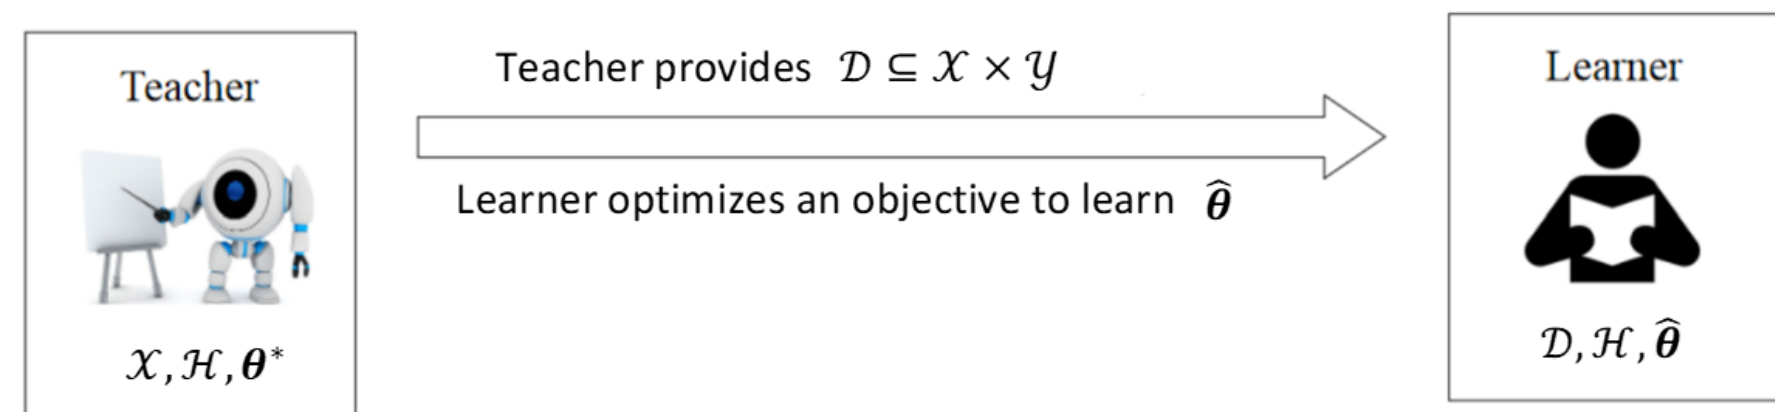 Teacher
𝒳, ℋ, 𝜽*
Teacher provides 𝒟 ⊆ 𝒳 × 𝒴
Learner optimizes an objective to learn 𝜽̂
Learner
𝒟, ℋ, 𝜽̂